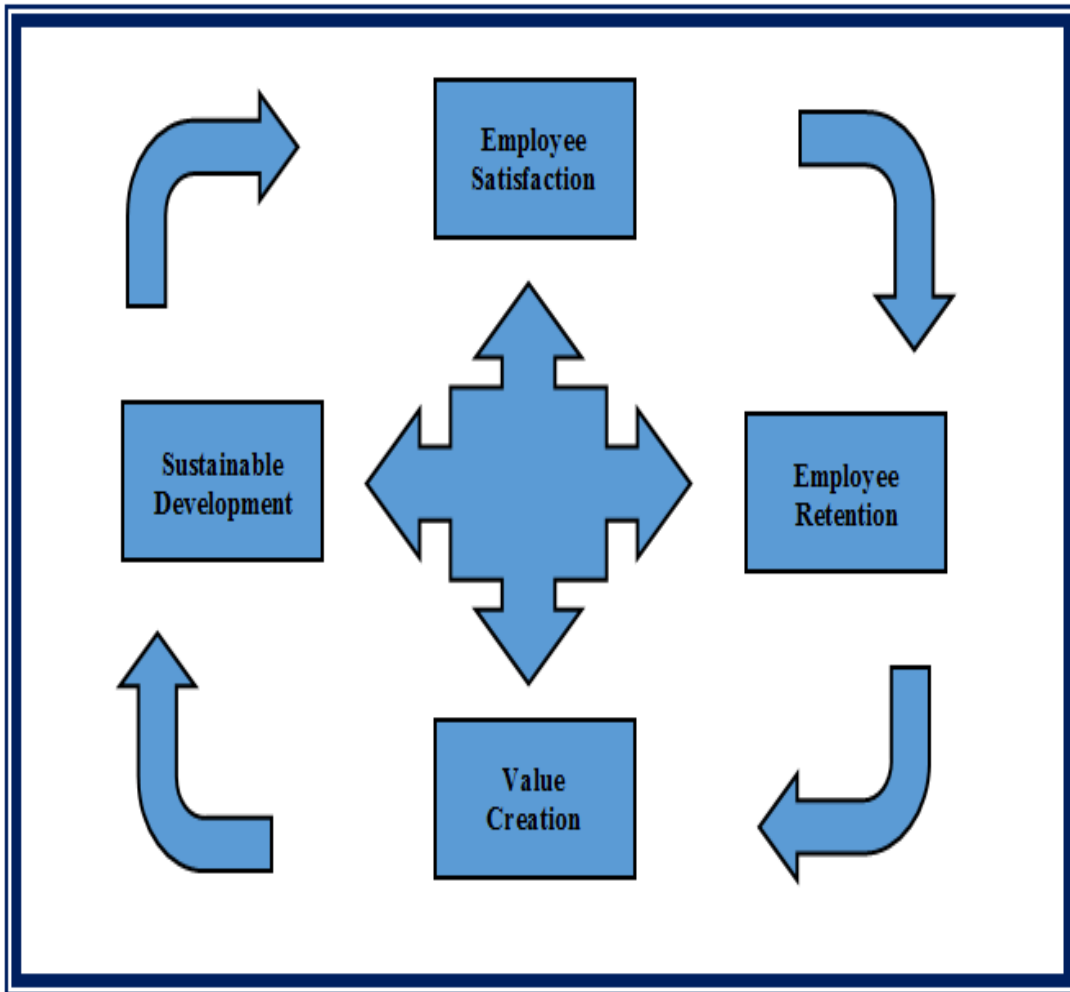 Employee
Satisfaction
Sustainable
Development
Employee
Retention
Value
Creation